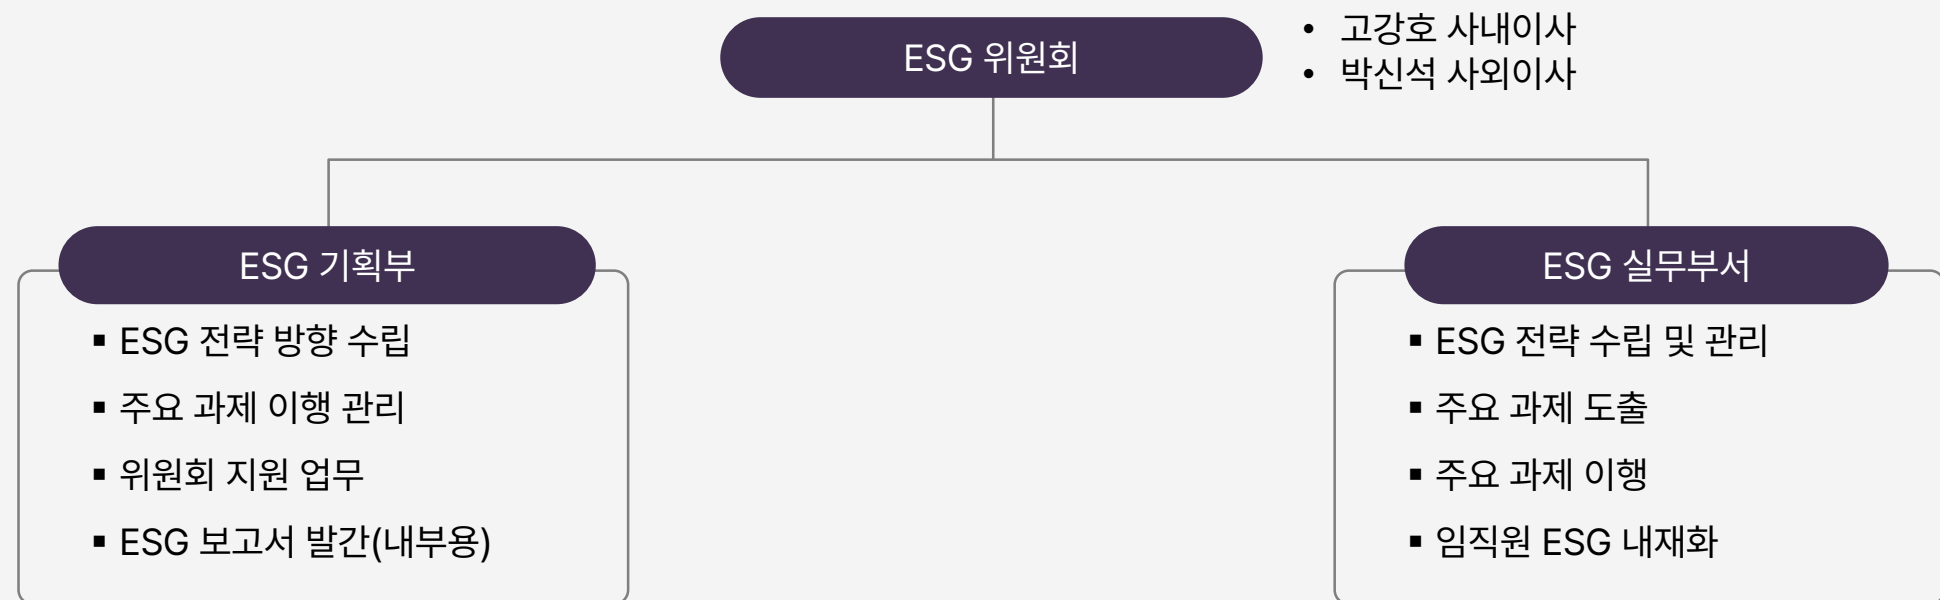 ESG 위원회
• 고강호 사내이사
• 박신석 사외이사
ESG 기획부
▪ ESG 전략 방향 수립
▪ 주요 과제 이행 관리
▪ 위원회 지원 업무
▪ ESG 보고서 발간(내부용)
ESG 실무부서
▪ ESG 전략 수립 및 관리
▪ 주요 과제 도출
▪ 주요 과제 이행
▪ 임직원 ESG 내재화